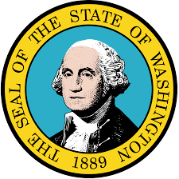 THE SEAL OF THE STATE OF WASHINGTON
1889